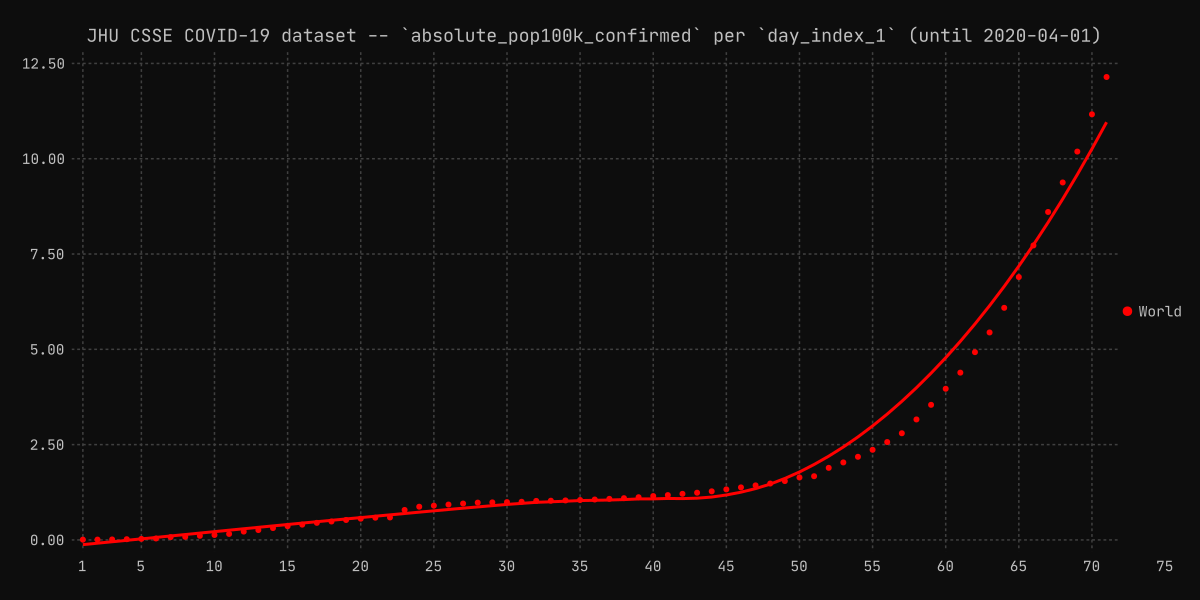 JHU CSSE COVID-19 dataset -- `absolute_pop100k_confirmed` per `day_index_1` (until 2020-04-01)
12.50
10.00
7.50
5.00
2.50
0.00
World
1 5 10 15 20 25 30 35 40 45 50 55 60 65 70 75